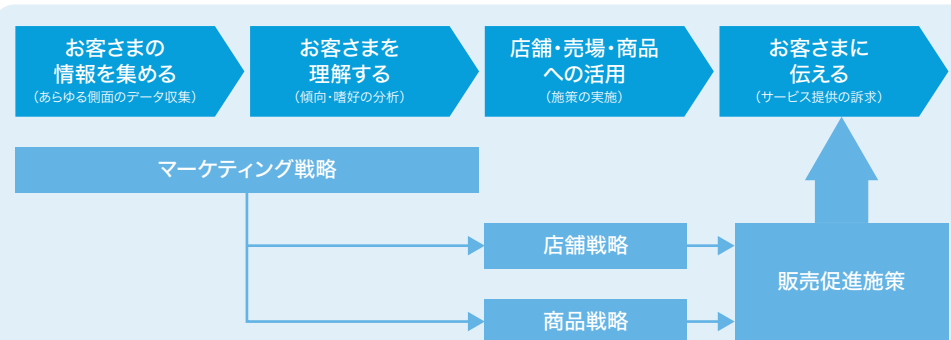 お客さまの
情報を集める
（あらゆる側面のデータ収集）
お客さまを
理解する
（傾向・嗜好の分析）
店舗・売場・商品
への活用
（施策の実施）
お客さまに
伝える
（サービス提供の訴求）
マーケティング戦略
店舗戦略
販売促進施策
商品戦略